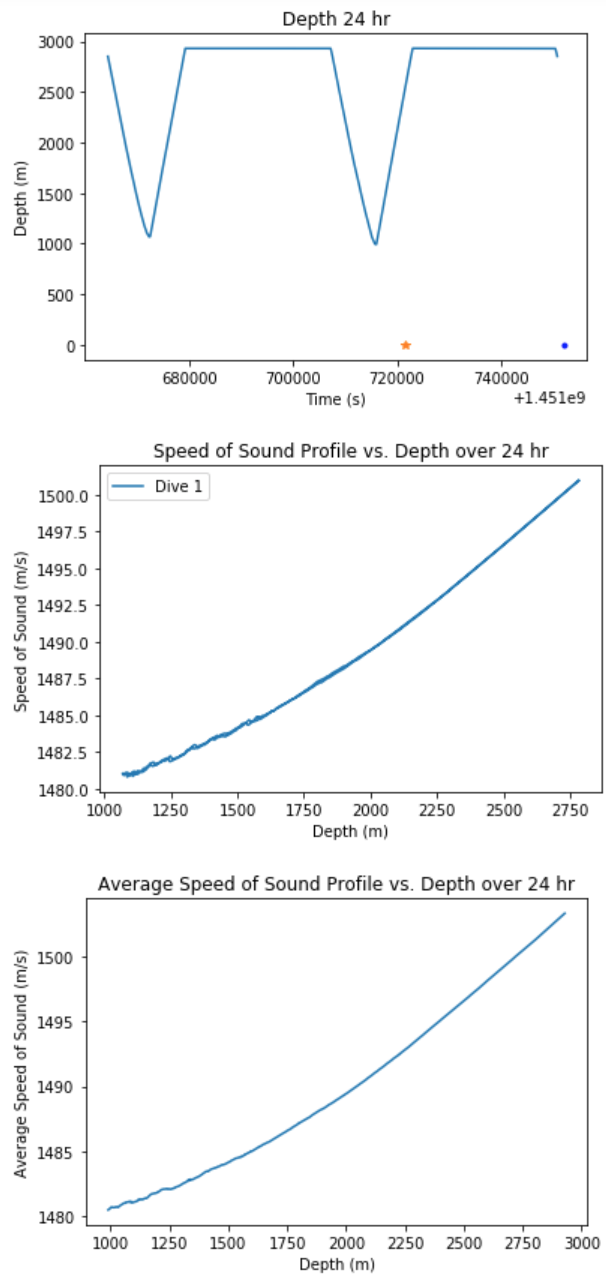 Depth 24 hr
3000
2500
2000
1500
1000
500
0
Depth (m)
680000 700000 720000 740000
Time (s) +1.451e9
Speed of Sound Profile vs. Depth over 24 hr
Dive 1
1500.0
1497.5
1495.0
1492.5
1490.0
1487.5
1485.0
1482.5
1480.0
Speed of Sound (m/s)
1000 1250 1500 1750 2000 2250 2500 2750
Depth (m)
Average Speed of Sound Profile vs. Depth over 24 hr
1500
1495
1490
1485
1480
Average Speed of Sound (m/s)
1000 1250 1500 1750 2000 2250 2500 2750 3000
Depth (m)